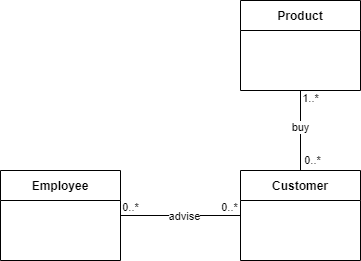 Product
1..*
buy
0..*
Employee
Customer
0..*
0..*
advise